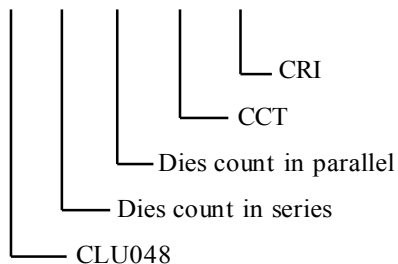 CRI
CCT
Dies count in parallel
Dies count in series
CLU048